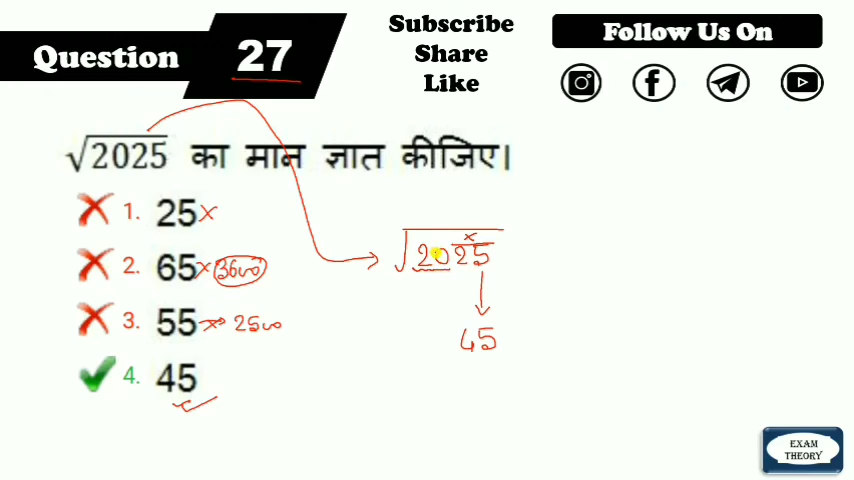 Question 27
Subscribe
Share
Like
Follow Us On
√2025 का मान ज्ञात कीजिए।
1. 25 x
2. 65 x 3600
3. 55 x→ 2500
4. 45
√2025
x
45
EXAM
THEORY